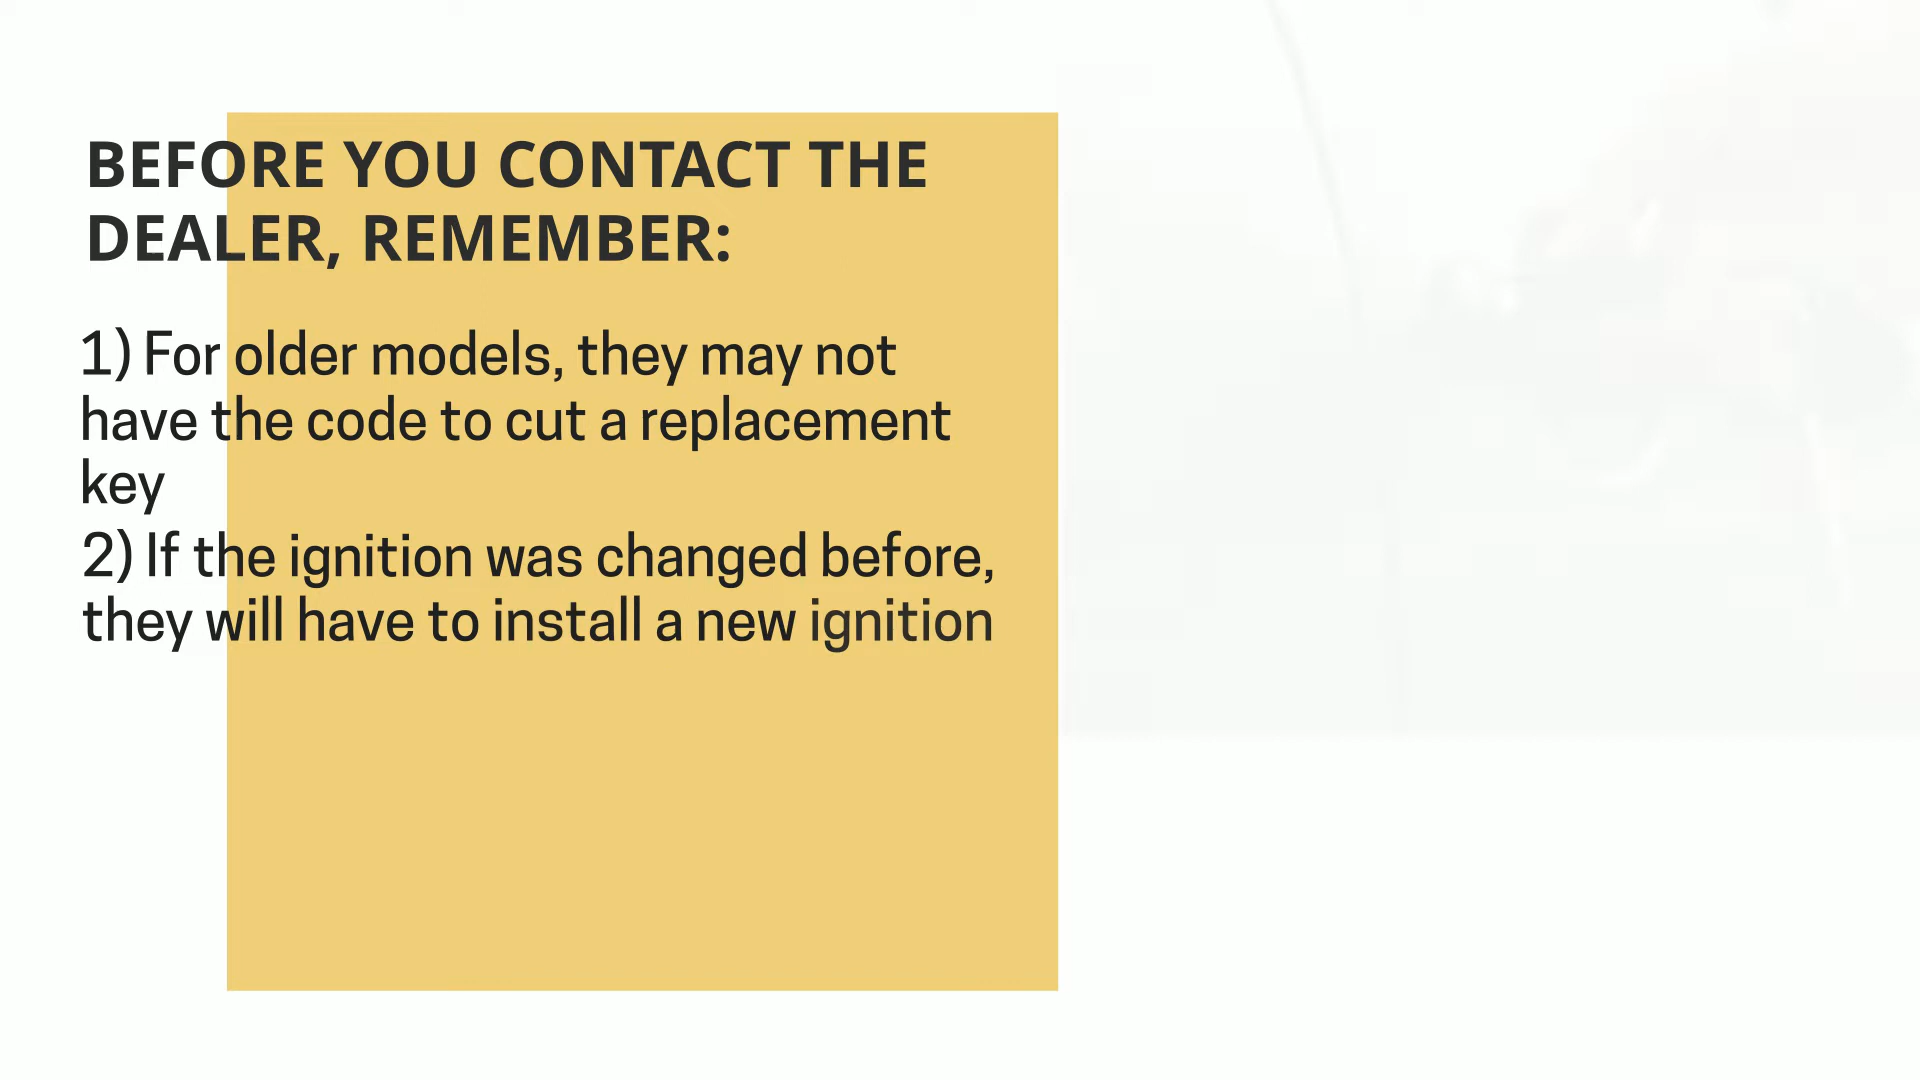 BEFORE YOU CONTACT THE
DEALER, REMEMBER:
1) For older models, they may not
have the code to cut a replacement
key
2) If the ignition was changed before,
they will have to install a new ignition